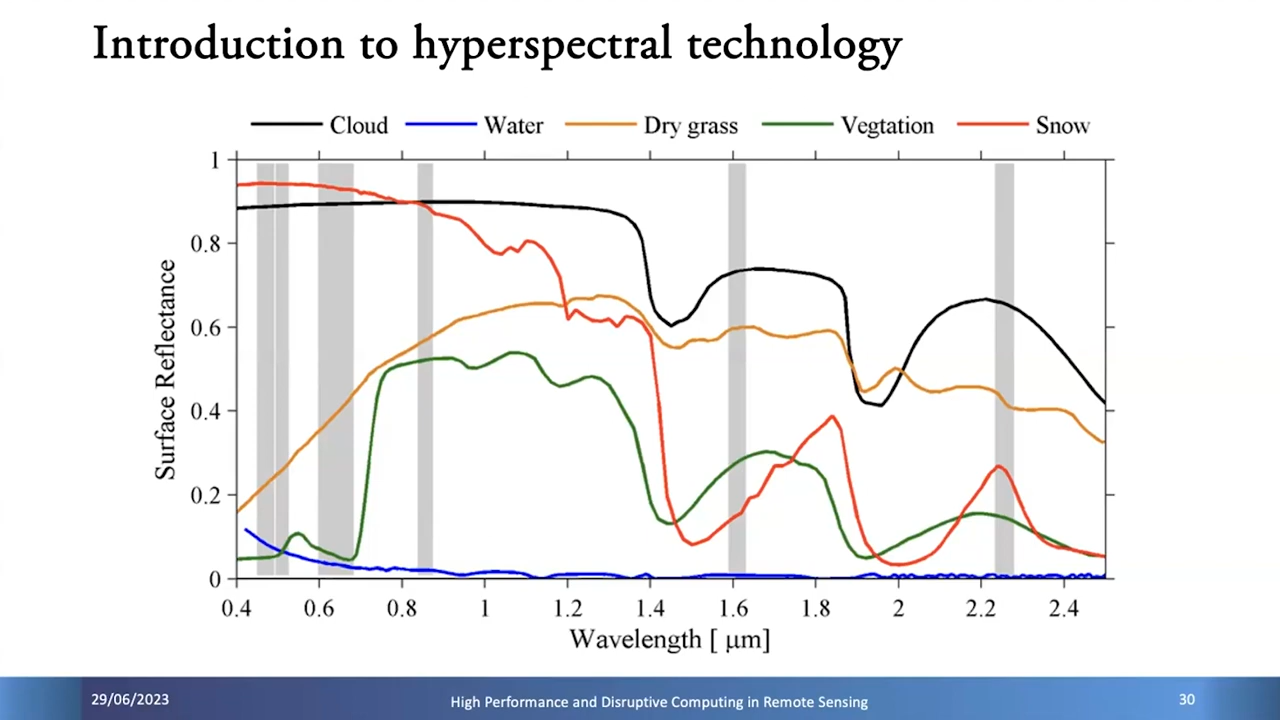 Introduction to hyperspectral technology
Cloud Water Dry grass Vegtation Snow
1
0.8
0.6
0.4
0.2
0
Surface Reflectance
0.4 0.6 0.8 1 1.2 1.4 1.6 1.8 2 2.2 2.4
Wavelength [ μm]
29/06/2023 High Performance and Disruptive Computing in Remote Sensing 30